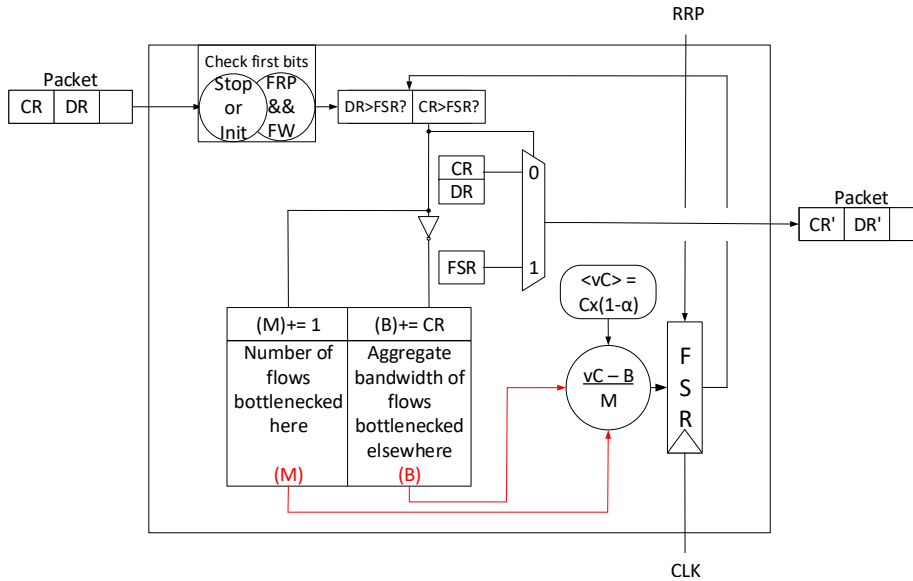 RRP
Packet
CR DR
Check first bits
Stop
or
Init
FRP
&&
FW
DR>FSR? CR>FSR?
CR
DR
0
FSR
1
Packet
CR' DR'
<vC> =
Cx(1-α)
(M)+= 1
(B)+= CR
Number of
flows
bottlenecked
here
(M)
Aggregate
bandwidth of
flows
bottlenecked
elsewhere
(B)
vC – B
M
F
S
R
CLK